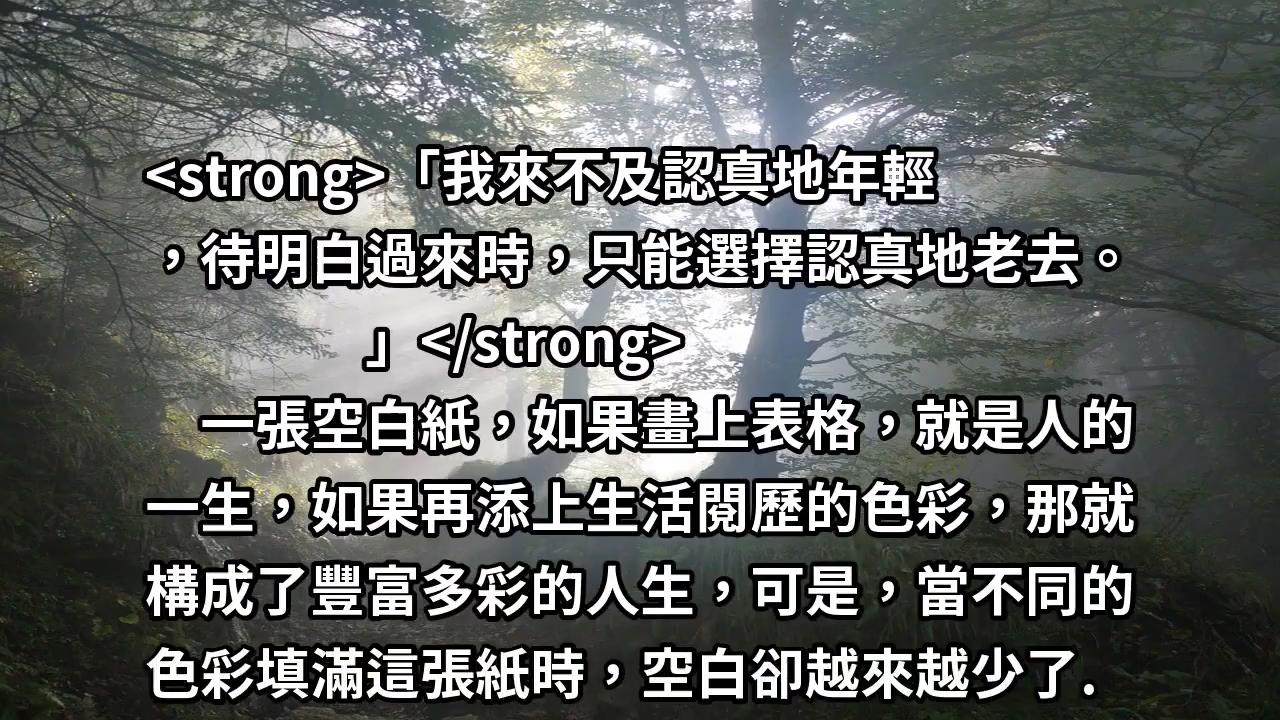 <strong>「我來不及認真地年輕
，待明白過來時，只能選擇認真地老去。
」</strong>
一張空白紙，如果畫上表格，就是人的
一生，如果再添上生活閱歷的色彩，那就
構成了豐富多彩的人生，可是，當不同的
色彩填滿這張紙時，空白卻越來越少了.